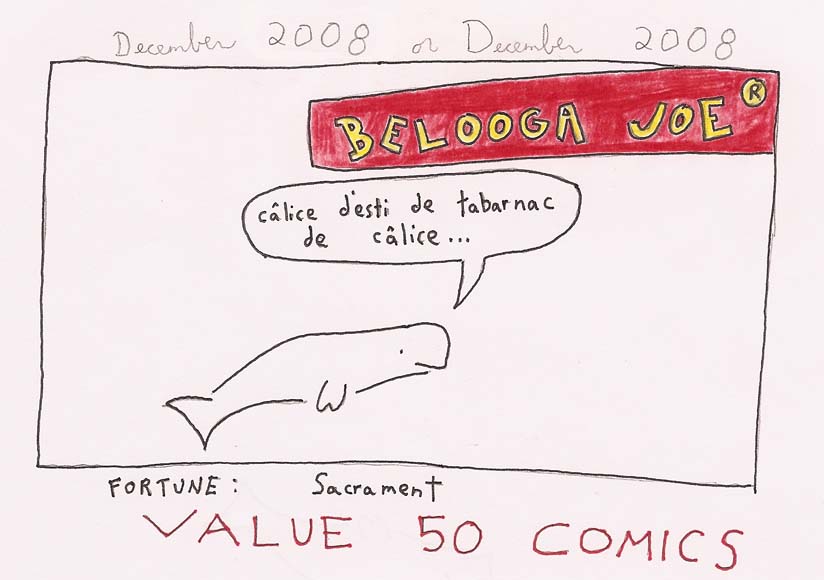 December 2008 or December 2008
BELOOGA JOE ®
câlice d'esti de tabarnac
de câlice...
FORTUNE: Sacrament
VALUE 50 COMICS